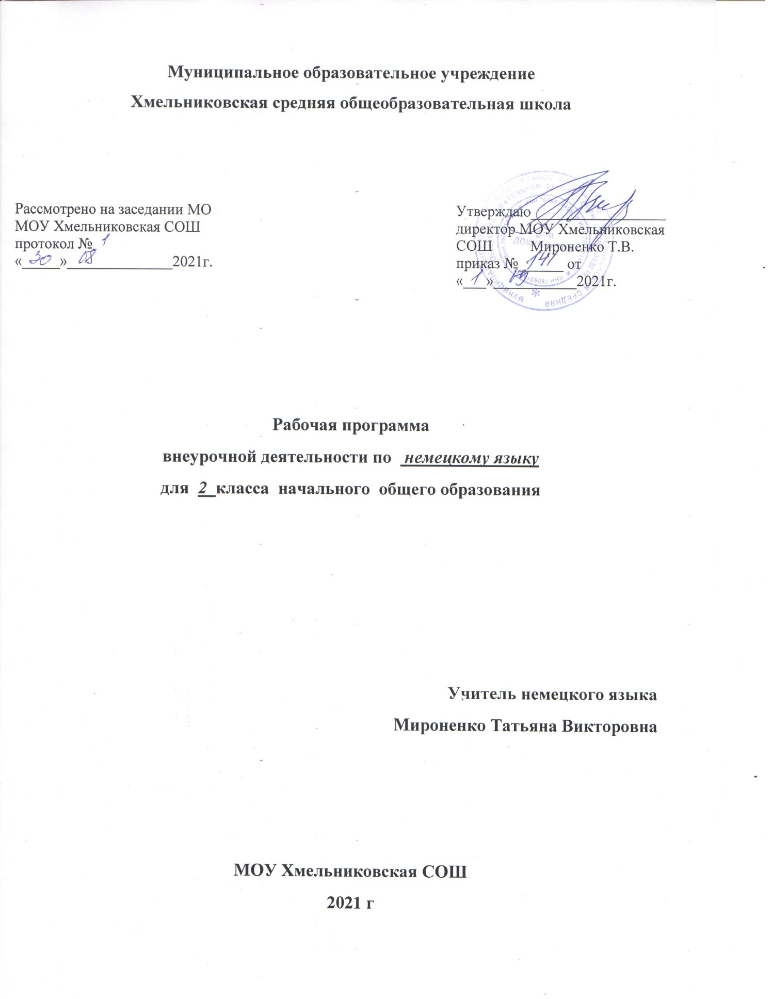 Муниципальное образовательное учреждение
Хмельниковская средняя общеобразовательная школа
Рассмотрено на заседании МО
МОУ Хмельниковская СОШ
протокол № 1
«30» 08 2021г.
Утверждаю
директор МОУ Хмельниковская
СОШ Мироненко Т.В.
приказ № 141 от
«1» 09 2021г.
Рабочая программа
внеурочной деятельности по немецкому языку
для 2 класса начального общего образования
Учитель немецкого языка
Мироненко Татьяна Викторовна
МОУ Хмельниковская СОШ
2021 г